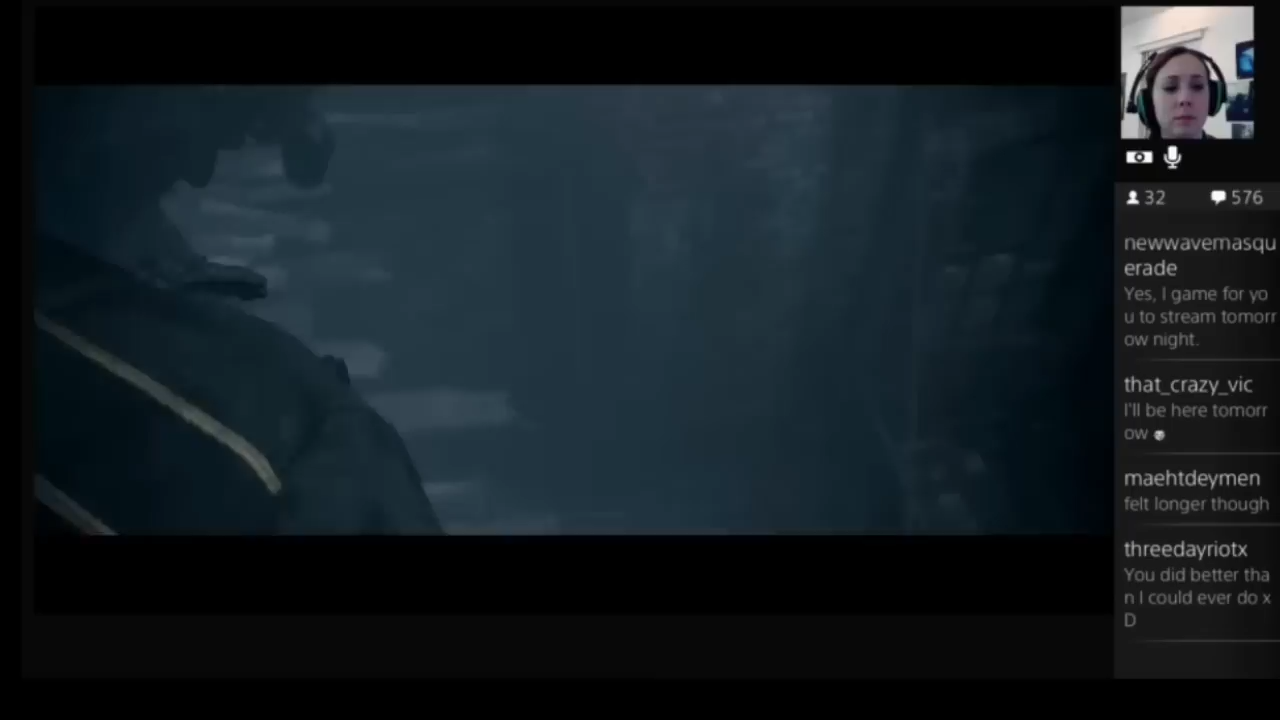 32 576
newwavemasqu
erade
Yes, I game for yo
u to stream tomorr
ow night.
that_crazy_vic
I'll be here tomorr
ow
maehtdeymen
felt longer though
threedayriotx
You did better tha
n I could ever do x
D